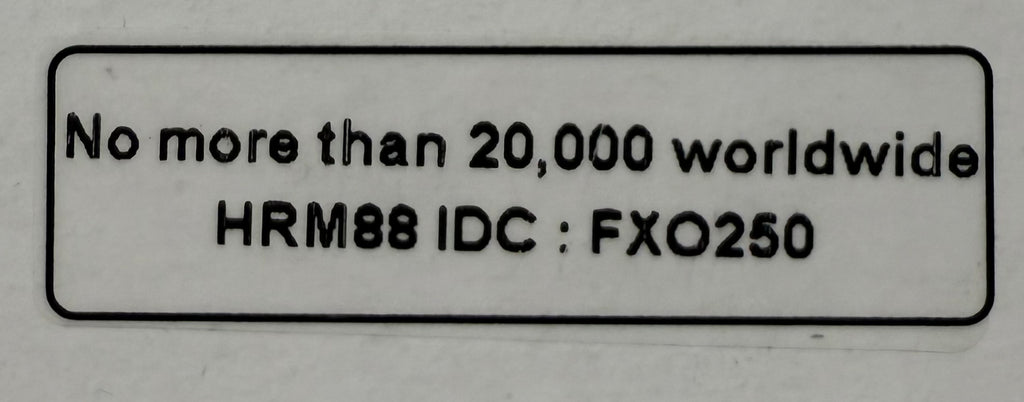 No more than 20,000 worldwide
HRM88 IDC : FXO250